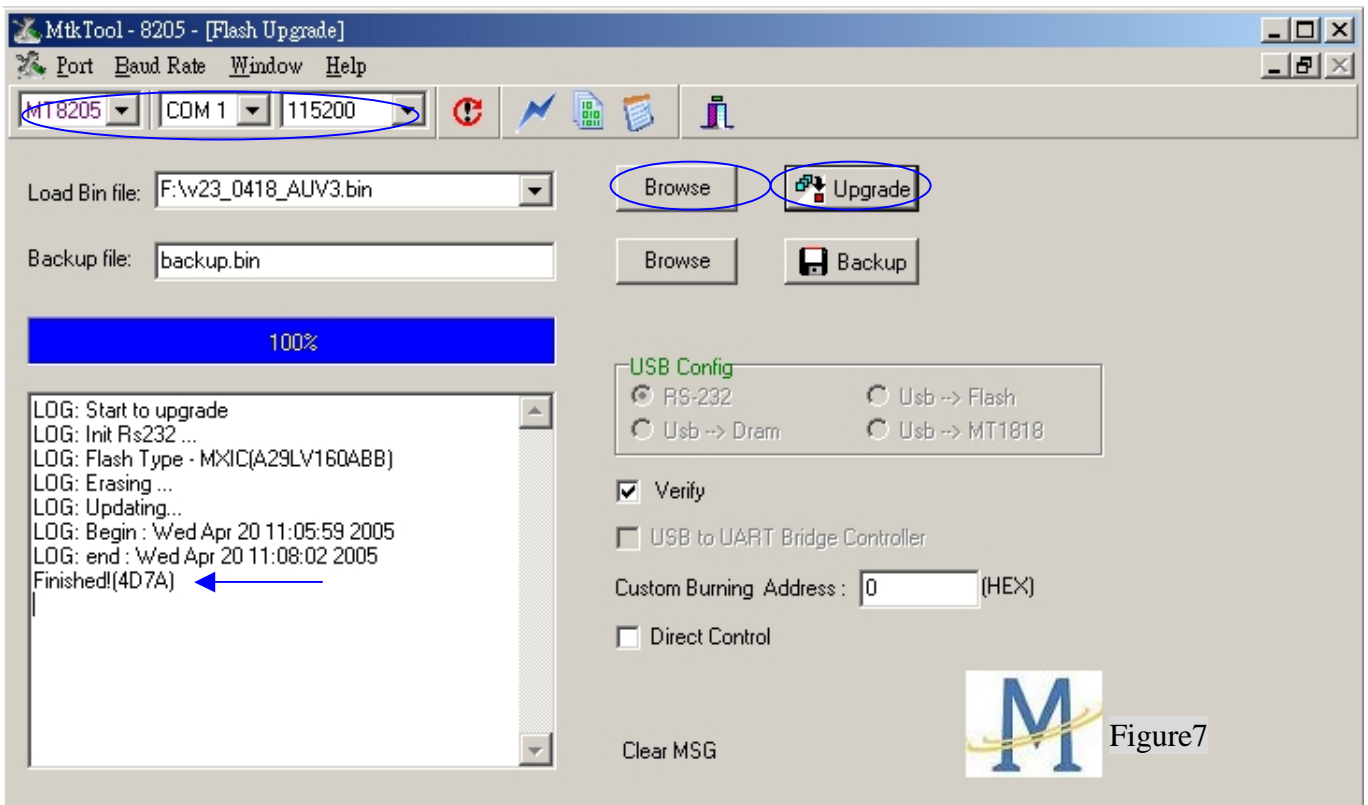 MtkTool - 8205 - [Flash Upgrade]
Port Baud Rate Window Help
MT8205 COM 1 115200
Load Bin file: F:\v23_0418_AUV3.bin Browse Upgrade
Backup file: backup.bin Browse Backup
100%
USB Config
RS-232 Usb --> Flash
Usb --> Dram Usb --> MT1818
LOG: Start to upgrade
LOG: Init Rs232 ...
LOG: Flash Type - MXIC(A29LV160ABB)
LOG: Erasing ...
LOG: Updating...
LOG: Begin : Wed Apr 20 11:05:59 2005
LOG: end : Wed Apr 20 11:08:02 2005
Finished!(4D7A)
Verify
USB to UART Bridge Controller
Custom Burning Address : 0 (HEX)
Direct Control
Clear MSG
M
Figure7